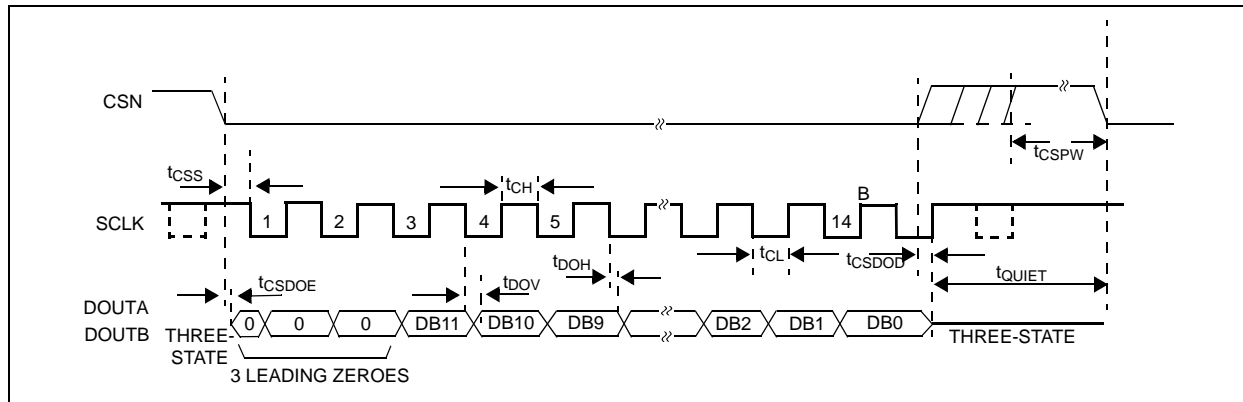 CSN
tCSPW
tCSS
tCH
B
SCLK
1 2 3 4 5 14
tCL tCSDOD
tDOH
tQUIET
tCSDOE
tDOV
DOUTA
DOUTB
THREE-STATE
0 0 0 DB11 DB10 DB9 DB2 DB1 DB0
THREE-STATE
3 LEADING ZEROES